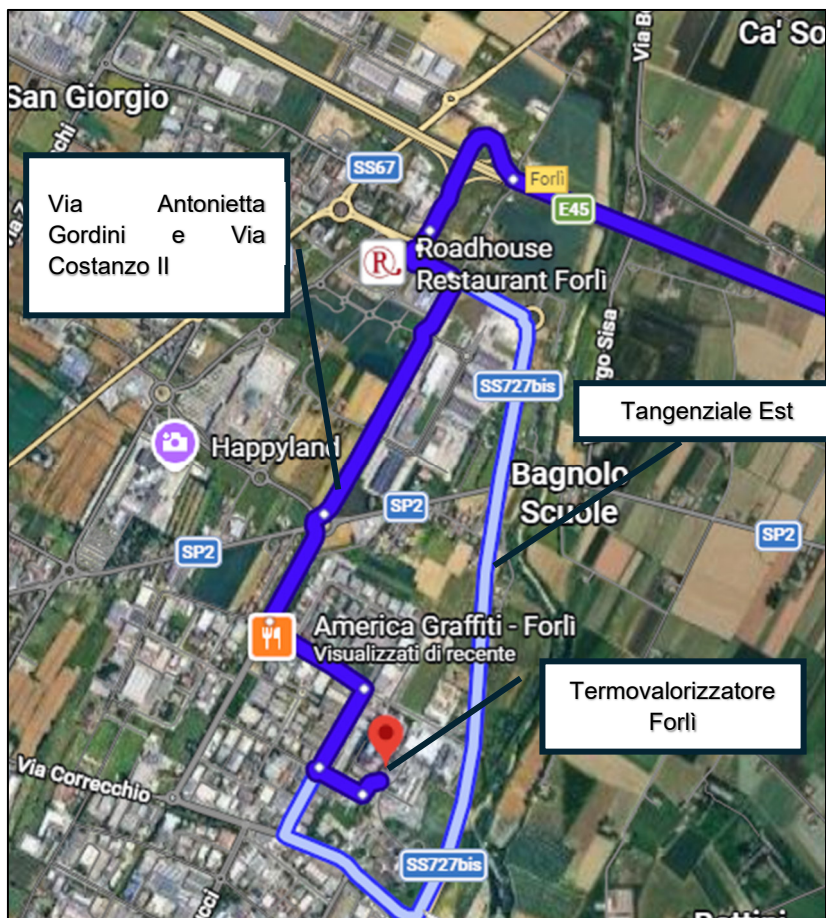 Ca' So
San Giorgio
SS67
Forlì
E45
Via Antonietta
Gordini e Via
Costanzo II
Roadhouse
Restaurant Forlì
SS727bis
Tangenziale Est
Happyland
Bagnolo
Scuole
SP2
SP2
SP2
America Graffiti - Forlì
Visualizzati di recente
Termovalorizzatore
Forlì
Via Correcchio
SS727bis